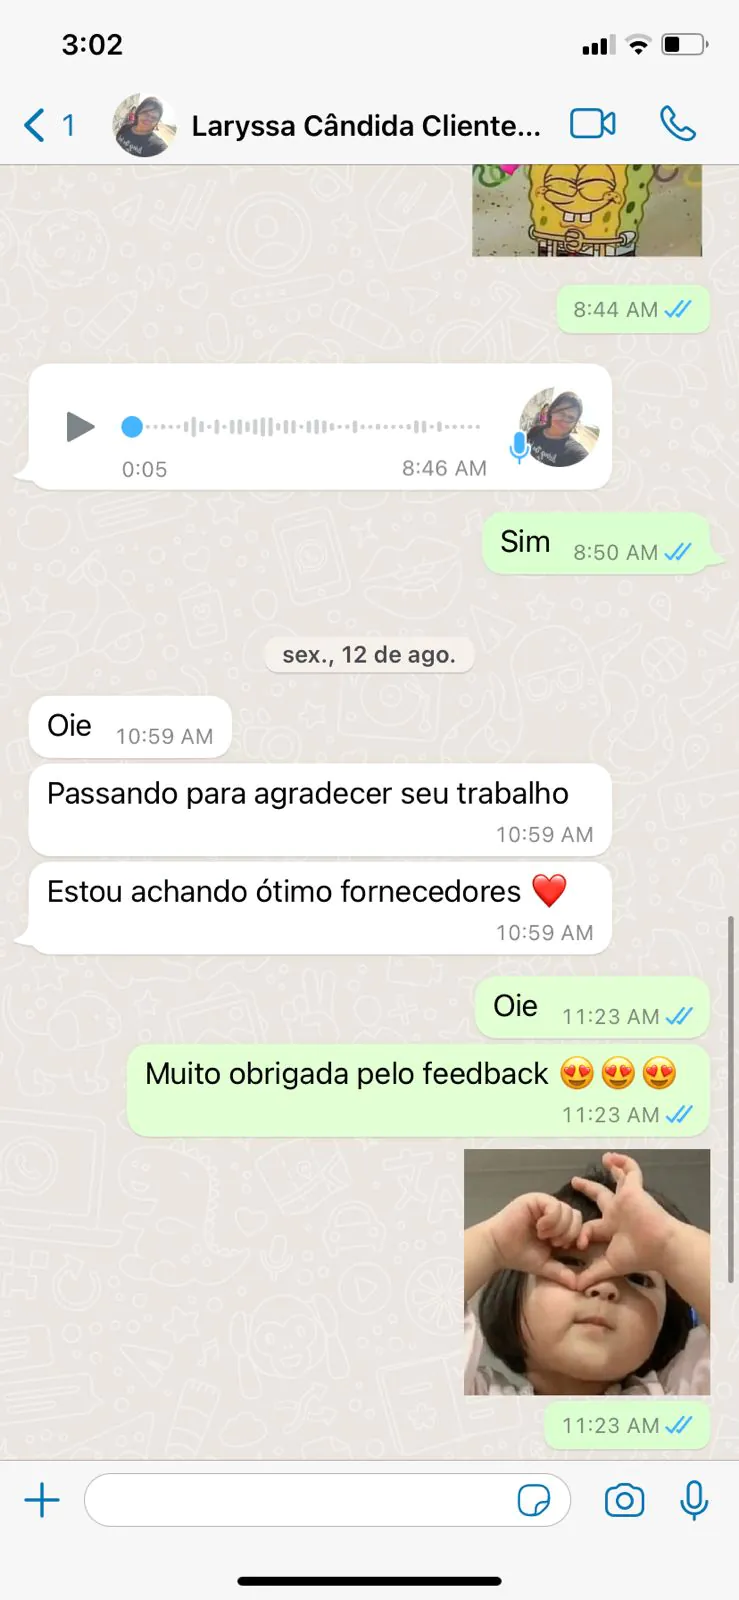 3:02
1
Laryssa Cândida Cliente...
8:44 AM
0:05
8:46 AM
Sim
8:50 AM
sex., 12 de ago.
Oie
10:59 AM
Passando para agradecer seu trabalho
10:59 AM
Estou achando ótimo fornecedores ❤️
10:59 AM
Oie
11:23 AM
Muito obrigada pelo feedback 😍😍😍
11:23 AM
11:23 AM